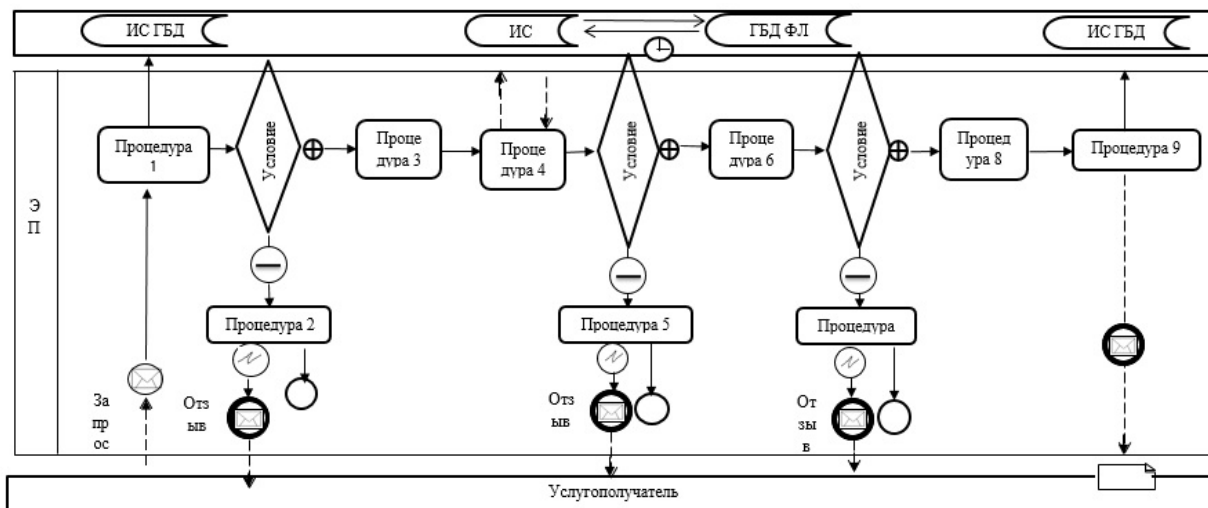 ИС ГБД
ИС
ГБД ФЛ
ИС ГБД
Э
П
Процедура
1
Условие
Проце
дура 3
Проце
дура 4
Условие
Проце
дура 6
Условие
Процед
ура 8
Процедура 9
Процедура 2
Процедура 5
Процедура
За
прос
Отз
ыв
Отз
ыв
От
зы
в
Услугополучатель